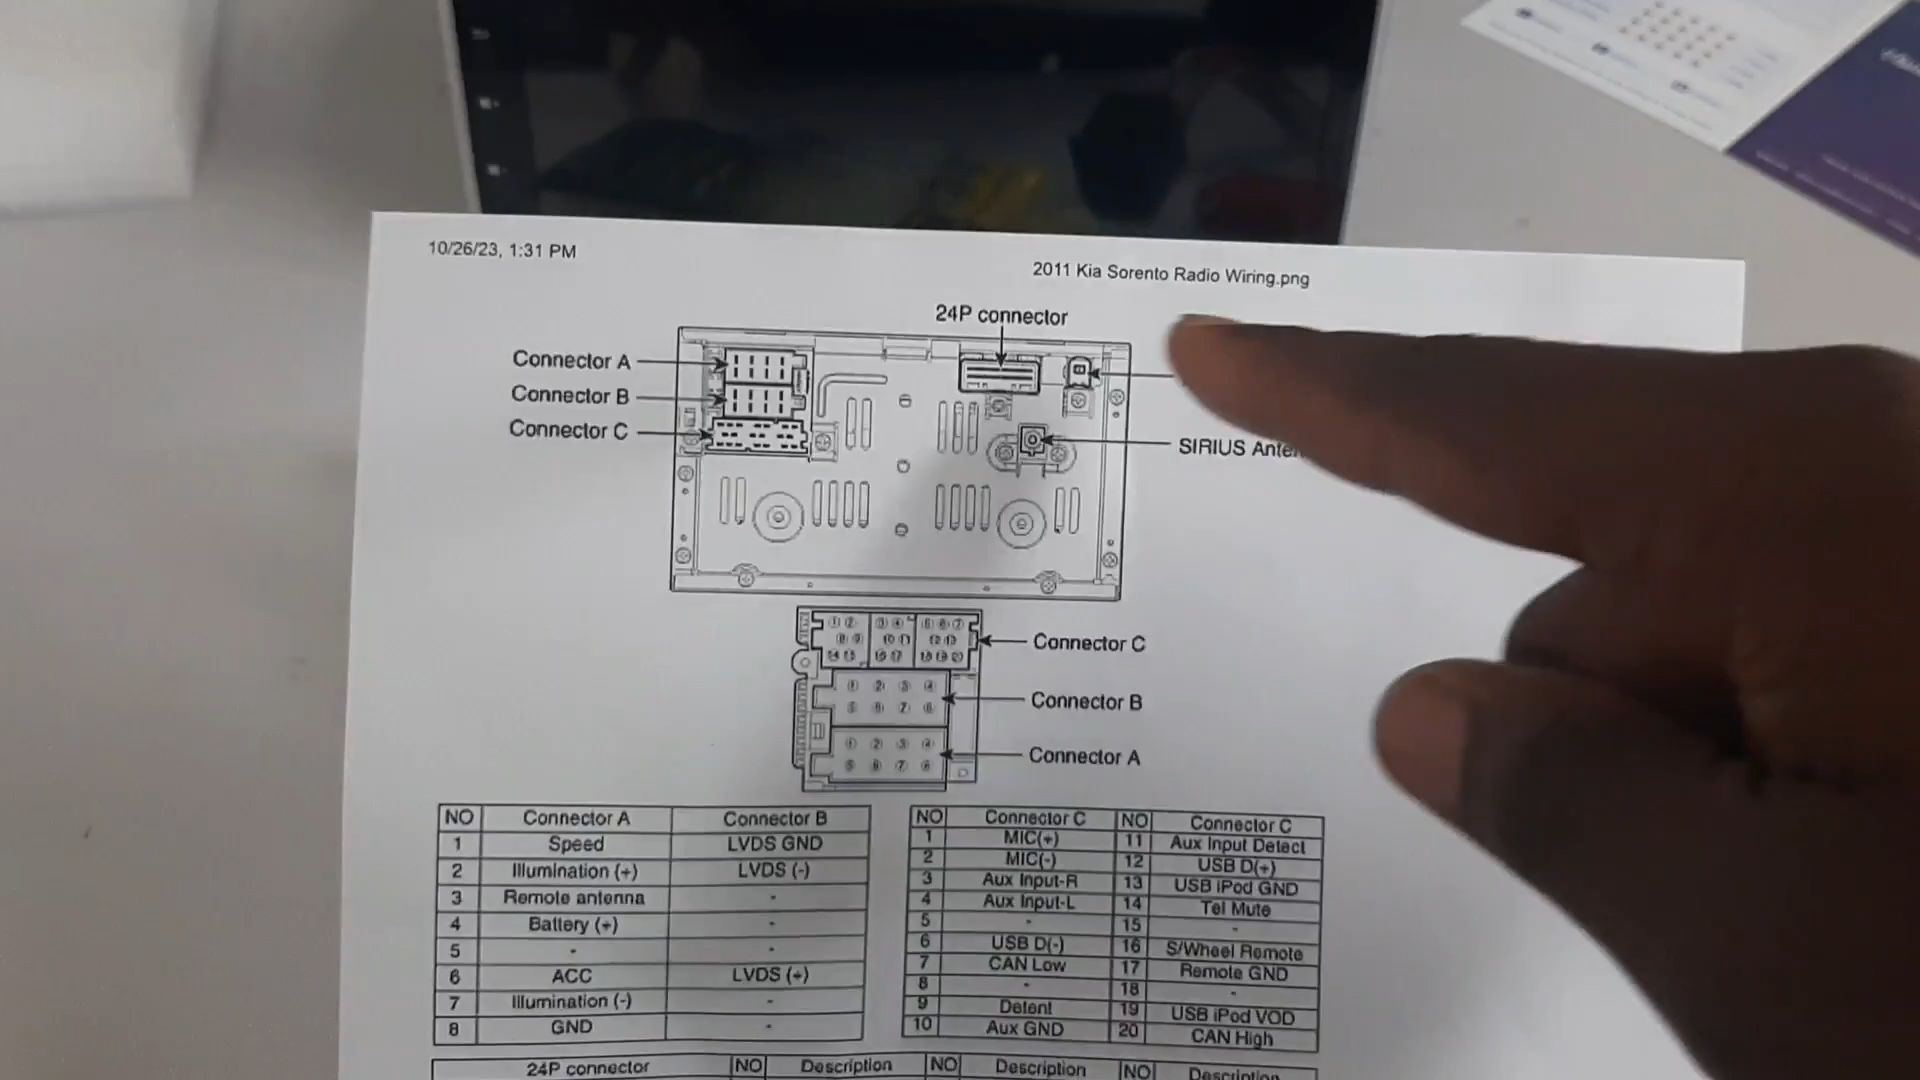 10/26/23, 1:31 PM
2011 Kia Sorento Radio Wiring.png
24P connector
Connector A
Connector B
Connector C
SIRIUS
Connector C
Connector B
Connector A
NO Connector A Connector B
1 Speed LVDS GND
2 Illumination (+) LVDS (-)
3 Remote antenna -
4 Battery (+) -
5 - -
6 ACC LVDS (+)
7 Illumination (-) -
8 GND -
NO Connector C NO Connector C
1 MIC(+) 11 Aux Input Detect
2 MIC(-) 12 USB D(+)
3 Aux Input-R 13 USB iPod GND
4 Aux Input-L 14 Tel Mute
5 - 15 -
6 USB D(-) 16 S/Wheel Remote
7 CAN Low 17 Remote GND
8 - 18 -
9 Detent 19 USB iPod VOD
10 Aux GND 20 CAN High
24P connector NO Description NO Description NO Description